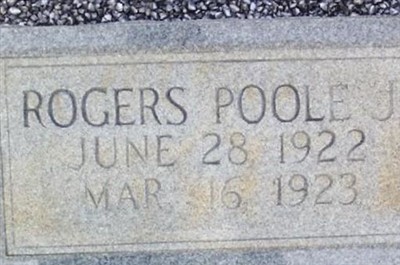 ROGERS POOLE J
JUNE 28 1922
MAR 16 1923